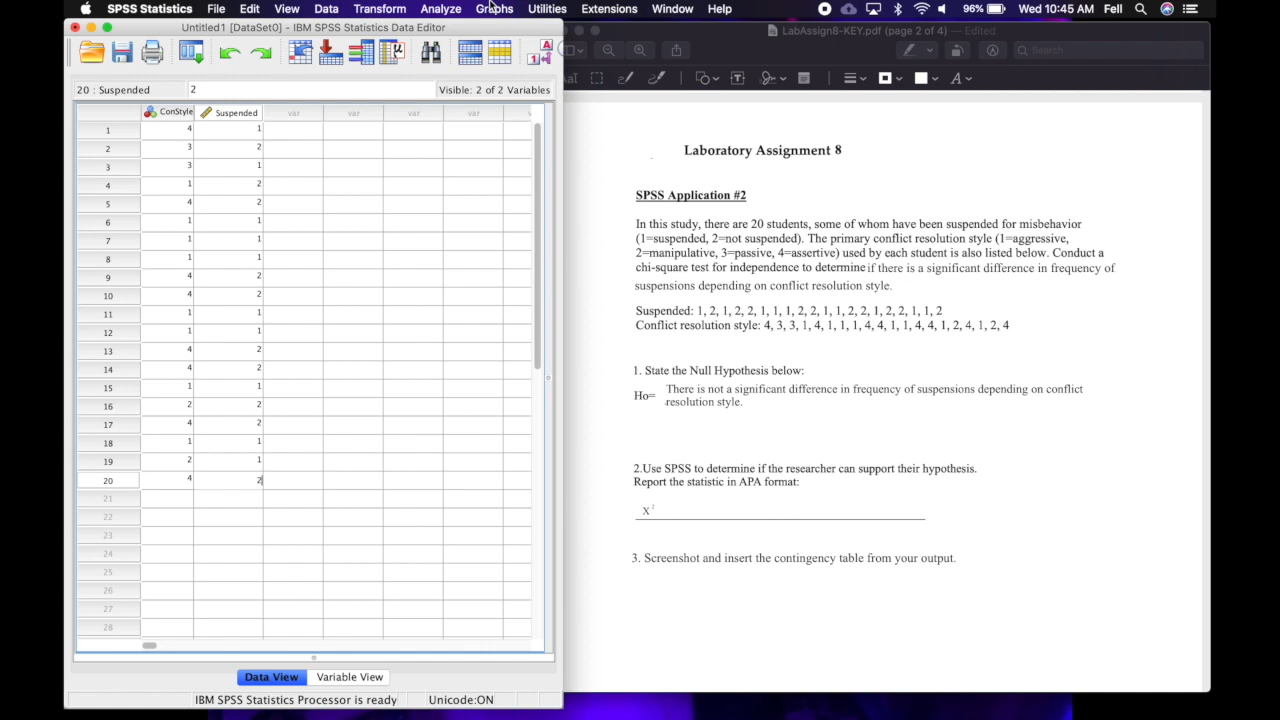 SPSS Statistics File Edit View Data Transform Analyze Graphs Utilities Extensions Window Help 96% Wed 10:45 AM Fell
Untitled1 [DataSet0] - IBM SPSS Statistics Data Editor
20 : Suspended 2 Visible: 2 of 2 Variables
ConStyle Suspended var var var var
1 4 1
2 3 2
3 3 1
4 1 2
5 4 2
6 1 1
7 1 1
8 1 1
9 4 2
10 4 2
11 1 1
12 1 1
13 4 2
14 4 2
15 1 1
16 2 2
17 4 2
18 1 1
19 2 1
20 4 2
21
22
23
24
25
26
27
28
Data View Variable View
IBM SPSS Statistics Processor is ready Unicode:ON
LabAssign8-KEY.pdf (page 2 of 4) — Edited
Search
Laboratory Assignment 8
SPSS Application #2
In this study, there are 20 students, some of whom have been suspended for misbehavior
(1=suspended, 2=not suspended). The primary conflict resolution style (1=aggressive,
2=manipulative, 3=passive, 4=assertive) used by each student is also listed below. Conduct a
chi-square test for independence to determine if there is a significant difference in frequency of
suspensions depending on conflict resolution style.
Suspended: 1, 2, 1, 2, 2, 1, 1, 1, 2, 2, 1, 1, 2, 2, 1, 2, 2, 1, 1, 2
Conflict resolution style: 4, 3, 3, 1, 4, 1, 1, 1, 4, 4, 1, 1, 4, 4, 1, 2, 4, 1, 2, 4
1. State the Null Hypothesis below:
Ho= There is not a significant difference in frequency of suspensions depending on conflict
resolution style.
2.Use SPSS to determine if the researcher can support their hypothesis.
Report the statistic in APA format:
X²
3. Screenshot and insert the contingency table from your output.